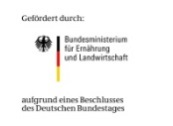 Gefördert durch:
Bundesministerium
für Ernährung
und Landwirtschaft
aufgrund eines Beschlusses
des Deutschen Bundestages